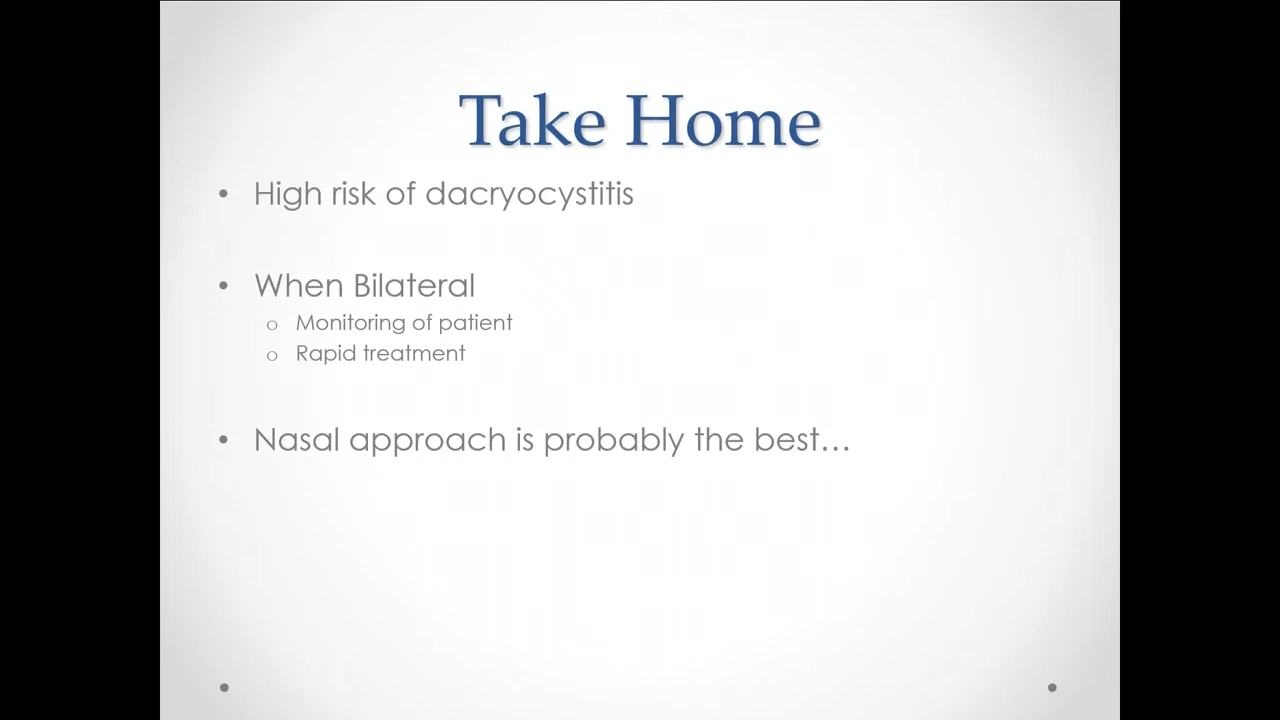 Take Home
• High risk of dacryocystitis
• When Bilateral
o Monitoring of patient
o Rapid treatment
• Nasal approach is probably the best…